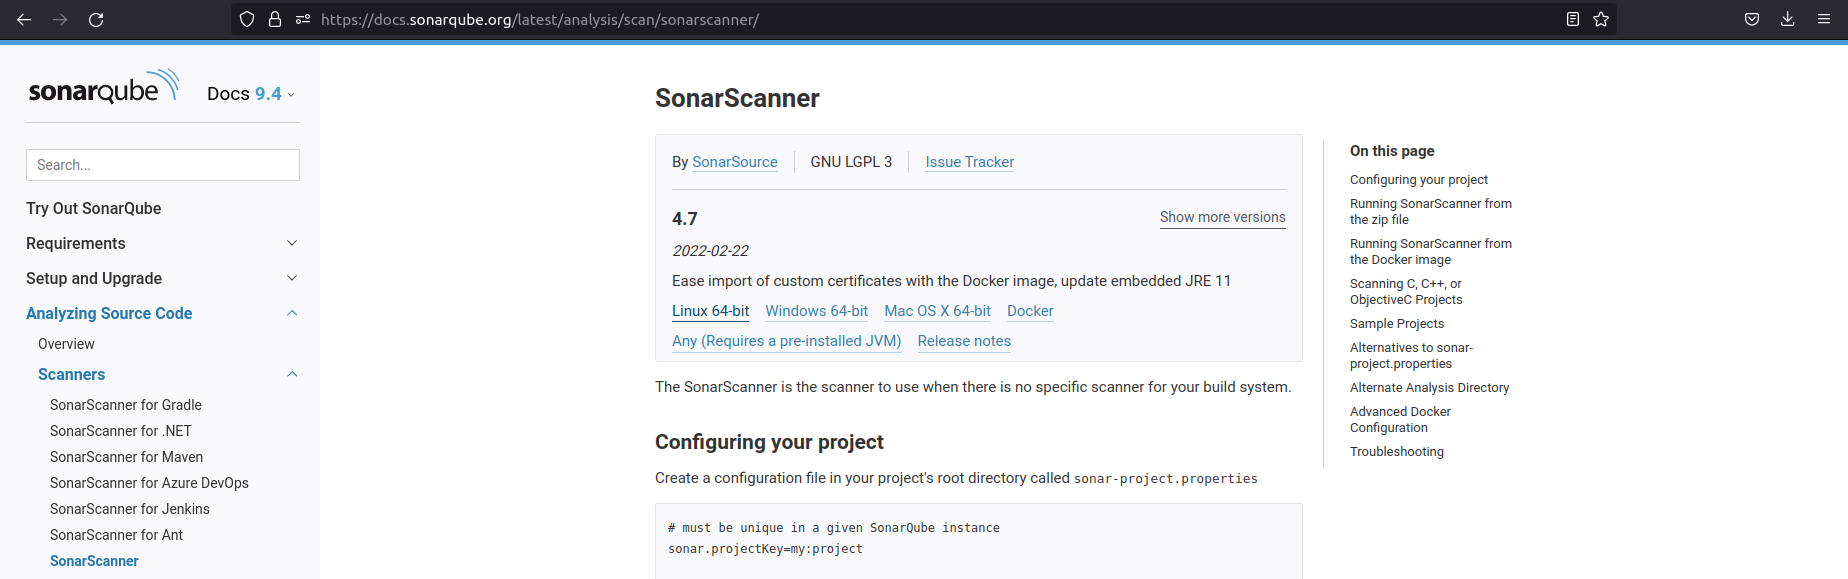 https://docs.sonarqube.org/latest/analysis/scan/sonarscanner/
sonarqube
Docs 9.4
Search...
Try Out SonarQube
Requirements
Setup and Upgrade
Analyzing Source Code
Overview
Scanners
SonarScanner for Gradle
SonarScanner for .NET
SonarScanner for Maven
SonarScanner for Azure DevOps
SonarScanner for Jenkins
SonarScanner for Ant
SonarScanner
SonarScanner
By SonarSource GNU LGPL 3 Issue Tracker
4.7 Show more versions
2022-02-22
Ease import of custom certificates with the Docker image, update embedded JRE 11
Linux 64-bit Windows 64-bit Mac OS X 64-bit Docker
Any (Requires a pre-installed JVM) Release notes
The SonarScanner is the scanner to use when there is no specific scanner for your build system.
Configuring your project
Create a configuration file in your project's root directory called sonar-project.properties
# must be unique in a given SonarQube instance
sonar.projectKey=my:project
On this page
Configuring your project
Running SonarScanner from
the zip file
Running SonarScanner from
the Docker image
Scanning C, C++, or
ObjectiveC Projects
Sample Projects
Alternatives to sonar-
project.properties
Alternate Analysis Directory
Advanced Docker
Configuration
Troubleshooting